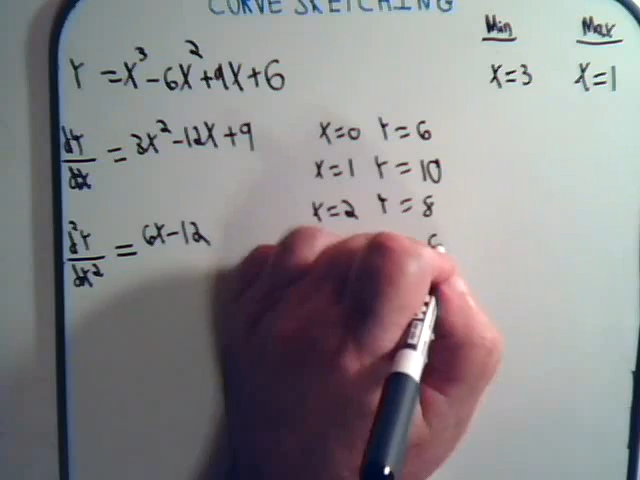 CURVE SKETCHING
Min Max
Y = x³ - 6x² + 9x + 6
x = 3 x = 1
dY/dx = 3x² - 12x + 9
x = 0 Y = 6
x = 1 Y = 10
x = 2 Y = 8
d²Y/dx² = 6x - 12